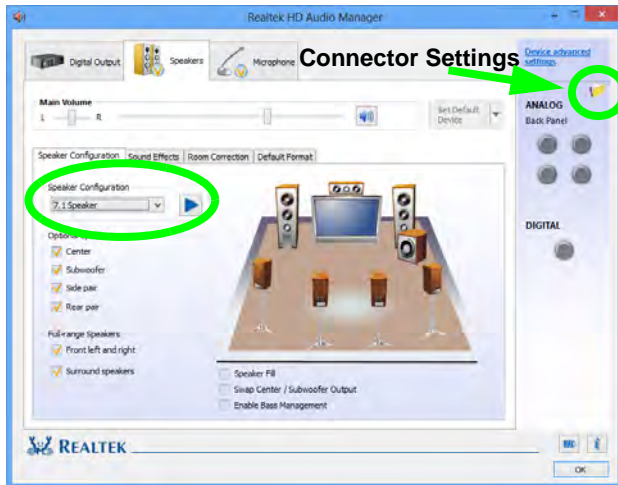 Realtek HD Audio Manager
Digital Output
Speakers
Microphone
Connector Settings
Device advanced
settings
Main Volume
L
R
Set Default
Device
ANALOG
Back Panel
Speaker Configuration
Sound Effects
Room Correction
Default Format
Speaker Configuration
7.1 Speaker
Center
Subwoofer
Side pair
Rear pair
DIGITAL
Full-range Speakers
Front left and right
Surround speakers
Speaker Fill
Swap Center / Subwoofer Output
Enable Bass Management
REALTEK
OK